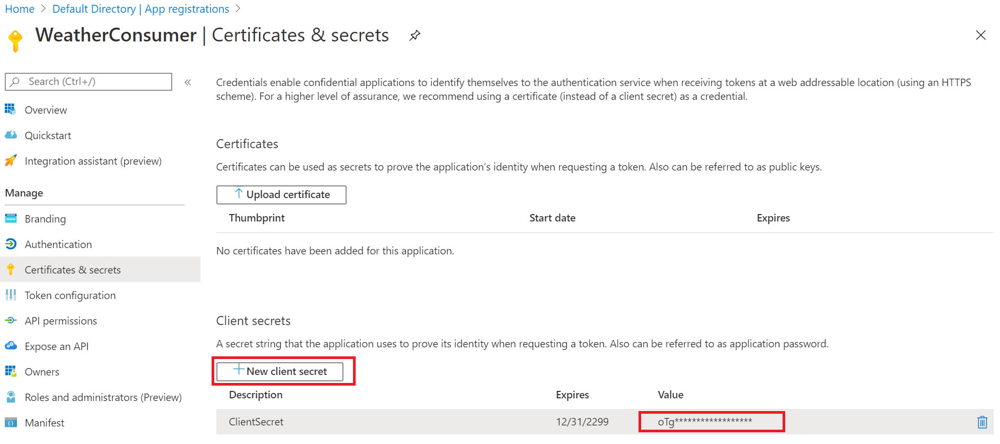 Home > Default Directory | App registrations >
WeatherConsumer | Certificates & secrets
Search (Ctrl+/)
«
Overview
Quickstart
Integration assistant (preview)
Manage
Branding
Authentication
Certificates & secrets
Token configuration
API permissions
Expose an API
Owners
Roles and administrators (Preview)
Manifest
Credentials enable confidential applications to identify themselves to the authentication service when receiving tokens at a web addressable location (using an HTTPS
scheme). For a higher level of assurance, we recommend using a certificate (instead of a client secret) as a credential.
Certificates
Certificates can be used as secrets to prove the application’s identity when requesting a token. Also can be referred to as public keys.
Upload certificate
Thumbprint Start date Expires
No certificates have been added for this application.
Client secrets
A secret string that the application uses to prove its identity when requesting a token. Also can be referred to as application password.
New client secret
Description Expires Value
ClientSecret 12/31/2299 oTg******************